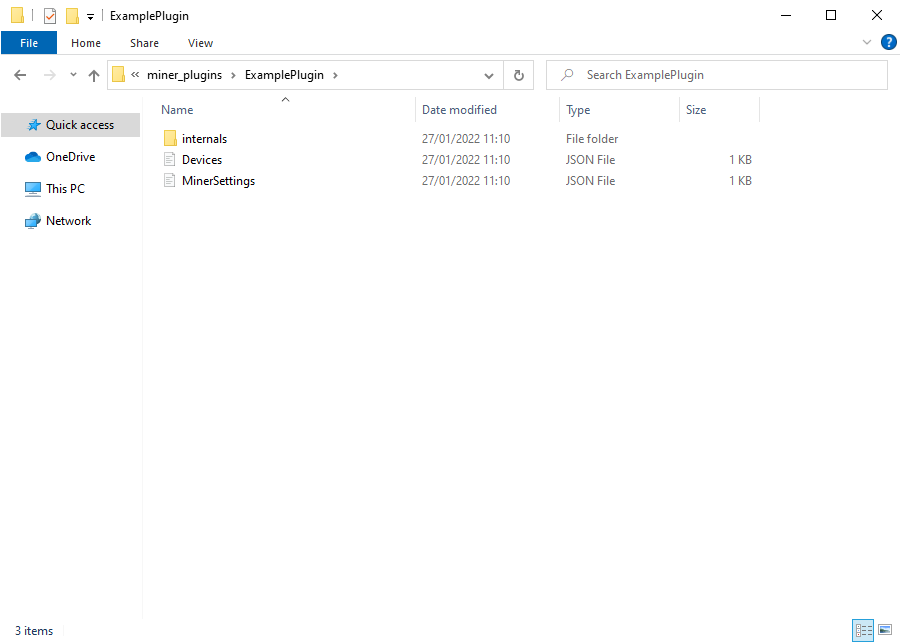 ExamplePlugin
File Home Share View
miner_plugins ExamplePlugin Search ExamplePlugin
Name Date modified Type Size
Quick access
OneDrive
This PC
Network
internals 27/01/2022 11:10 File folder
Devices 27/01/2022 11:10 JSON File 1 KB
MinerSettings 27/01/2022 11:10 JSON File 1 KB
3 items